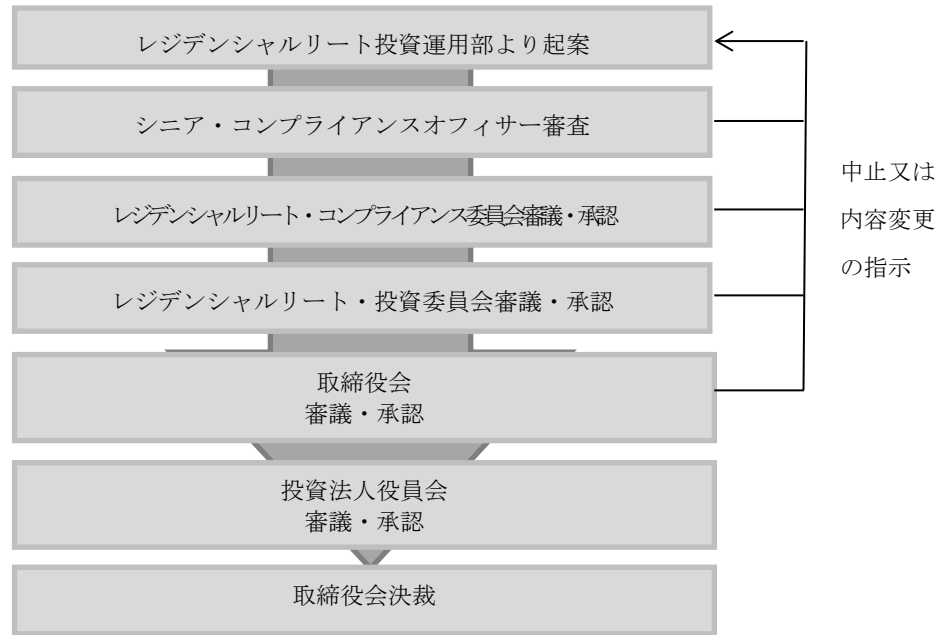 レジデンシャルリート投資運用部より起案
シニア・コンプライアンスオフィサー審査
レジデンシャルリート・コンプライアンス委員会審議・承認
レジデンシャルリート・投資委員会審議・承認
取締役会
審議・承認
投資法人役員会
審議・承認
取締役会決裁
中止又は
内容変更
の指示